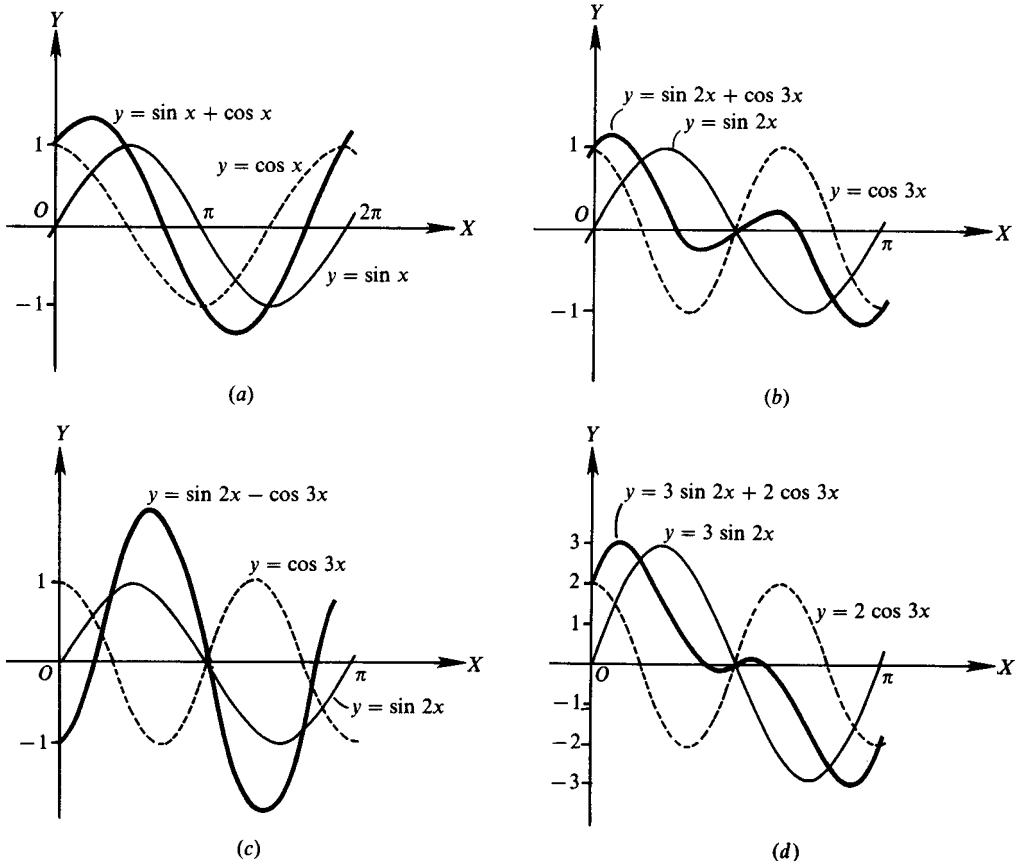 Y
y = sin x + cos x
1
y = cos x
O
π
2π
X
y = sin x
−1
(a)
Y
y = sin 2x + cos 3x
y = sin 2x
1
y = cos 3x
O
X
π
−1
(b)
Y
y = sin 2x − cos 3x
y = cos 3x
1
O
π
X
y = sin 2x
−1
(c)
Y
y = 3 sin 2x + 2 cos 3x
3
y = 3 sin 2x
2
y = 2 cos 3x
1
O
π
X
−1
−2
−3
(d)